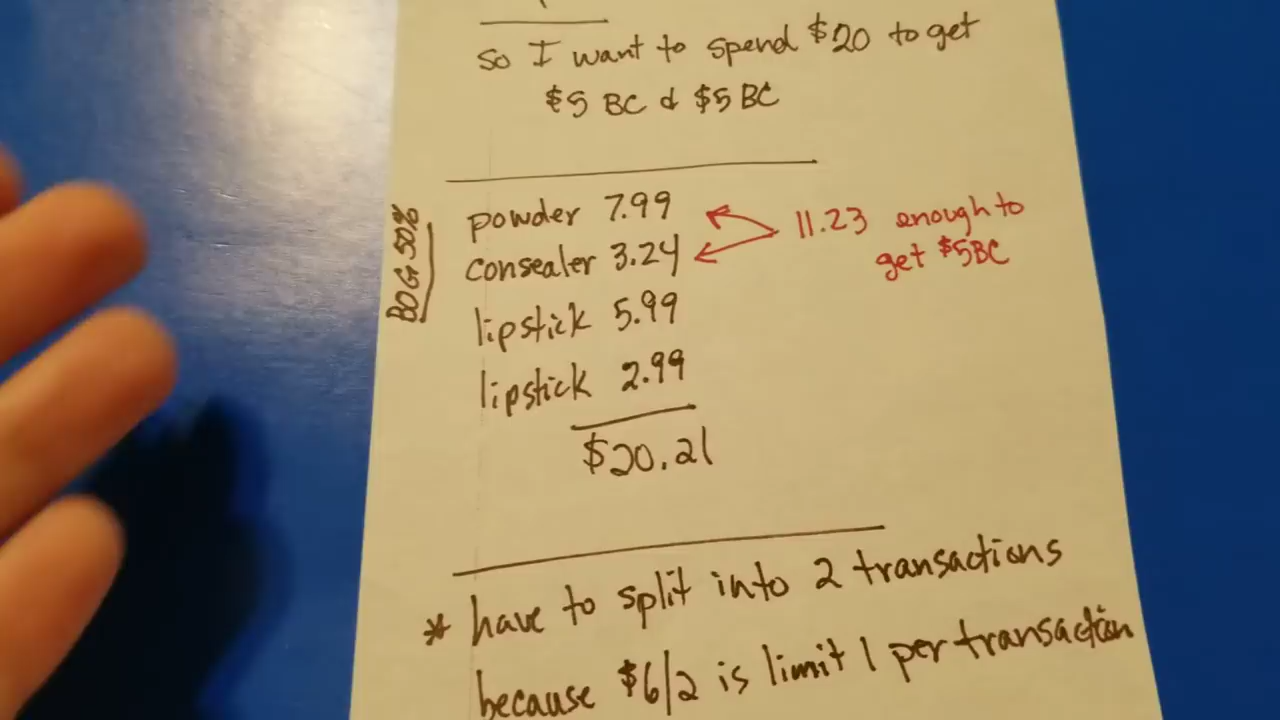 so I want to spend $20 to get
$5 BC & $5 BC
BOG 50%
powder 7.99
consealer 3.24
11.23 enough to
get $5BC
lipstick 5.99
lipstick 2.99
$20.21
* have to split into 2 transactions
because $6/2 is limit 1 per transaction